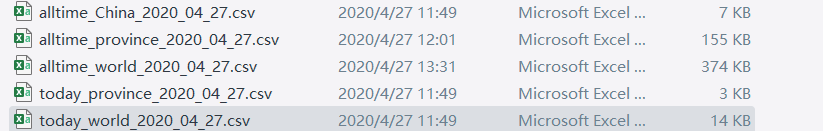 alltime_China_2020_04_27.csv 2020/4/27 11:49 Microsoft Excel ... 7 KB
alltime_province_2020_04_27.csv 2020/4/27 12:01 Microsoft Excel ... 155 KB
alltime_world_2020_04_27.csv 2020/4/27 13:31 Microsoft Excel ... 374 KB
today_province_2020_04_27.csv 2020/4/27 11:49 Microsoft Excel ... 3 KB
today_world_2020_04_27.csv 2020/4/27 11:49 Microsoft Excel ... 14 KB